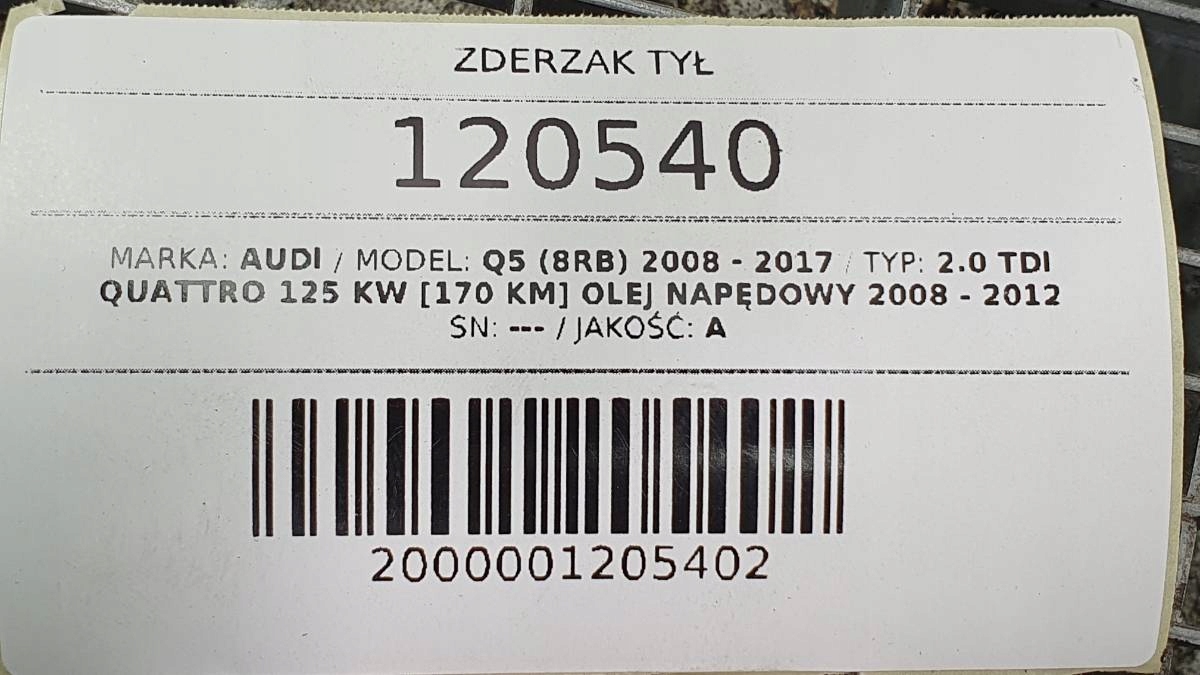 ZDERZAK TYŁ
120540
MARKA: AUDI / MODEL: Q5 (8RB) 2008 - 2017 / TYP: 2.0 TDI
QUATTRO 125 KW [170 KM] OLEJ NAPĘDOWY 2008 - 2012
SN: --- / JAKOŚĆ: A
2000001205402